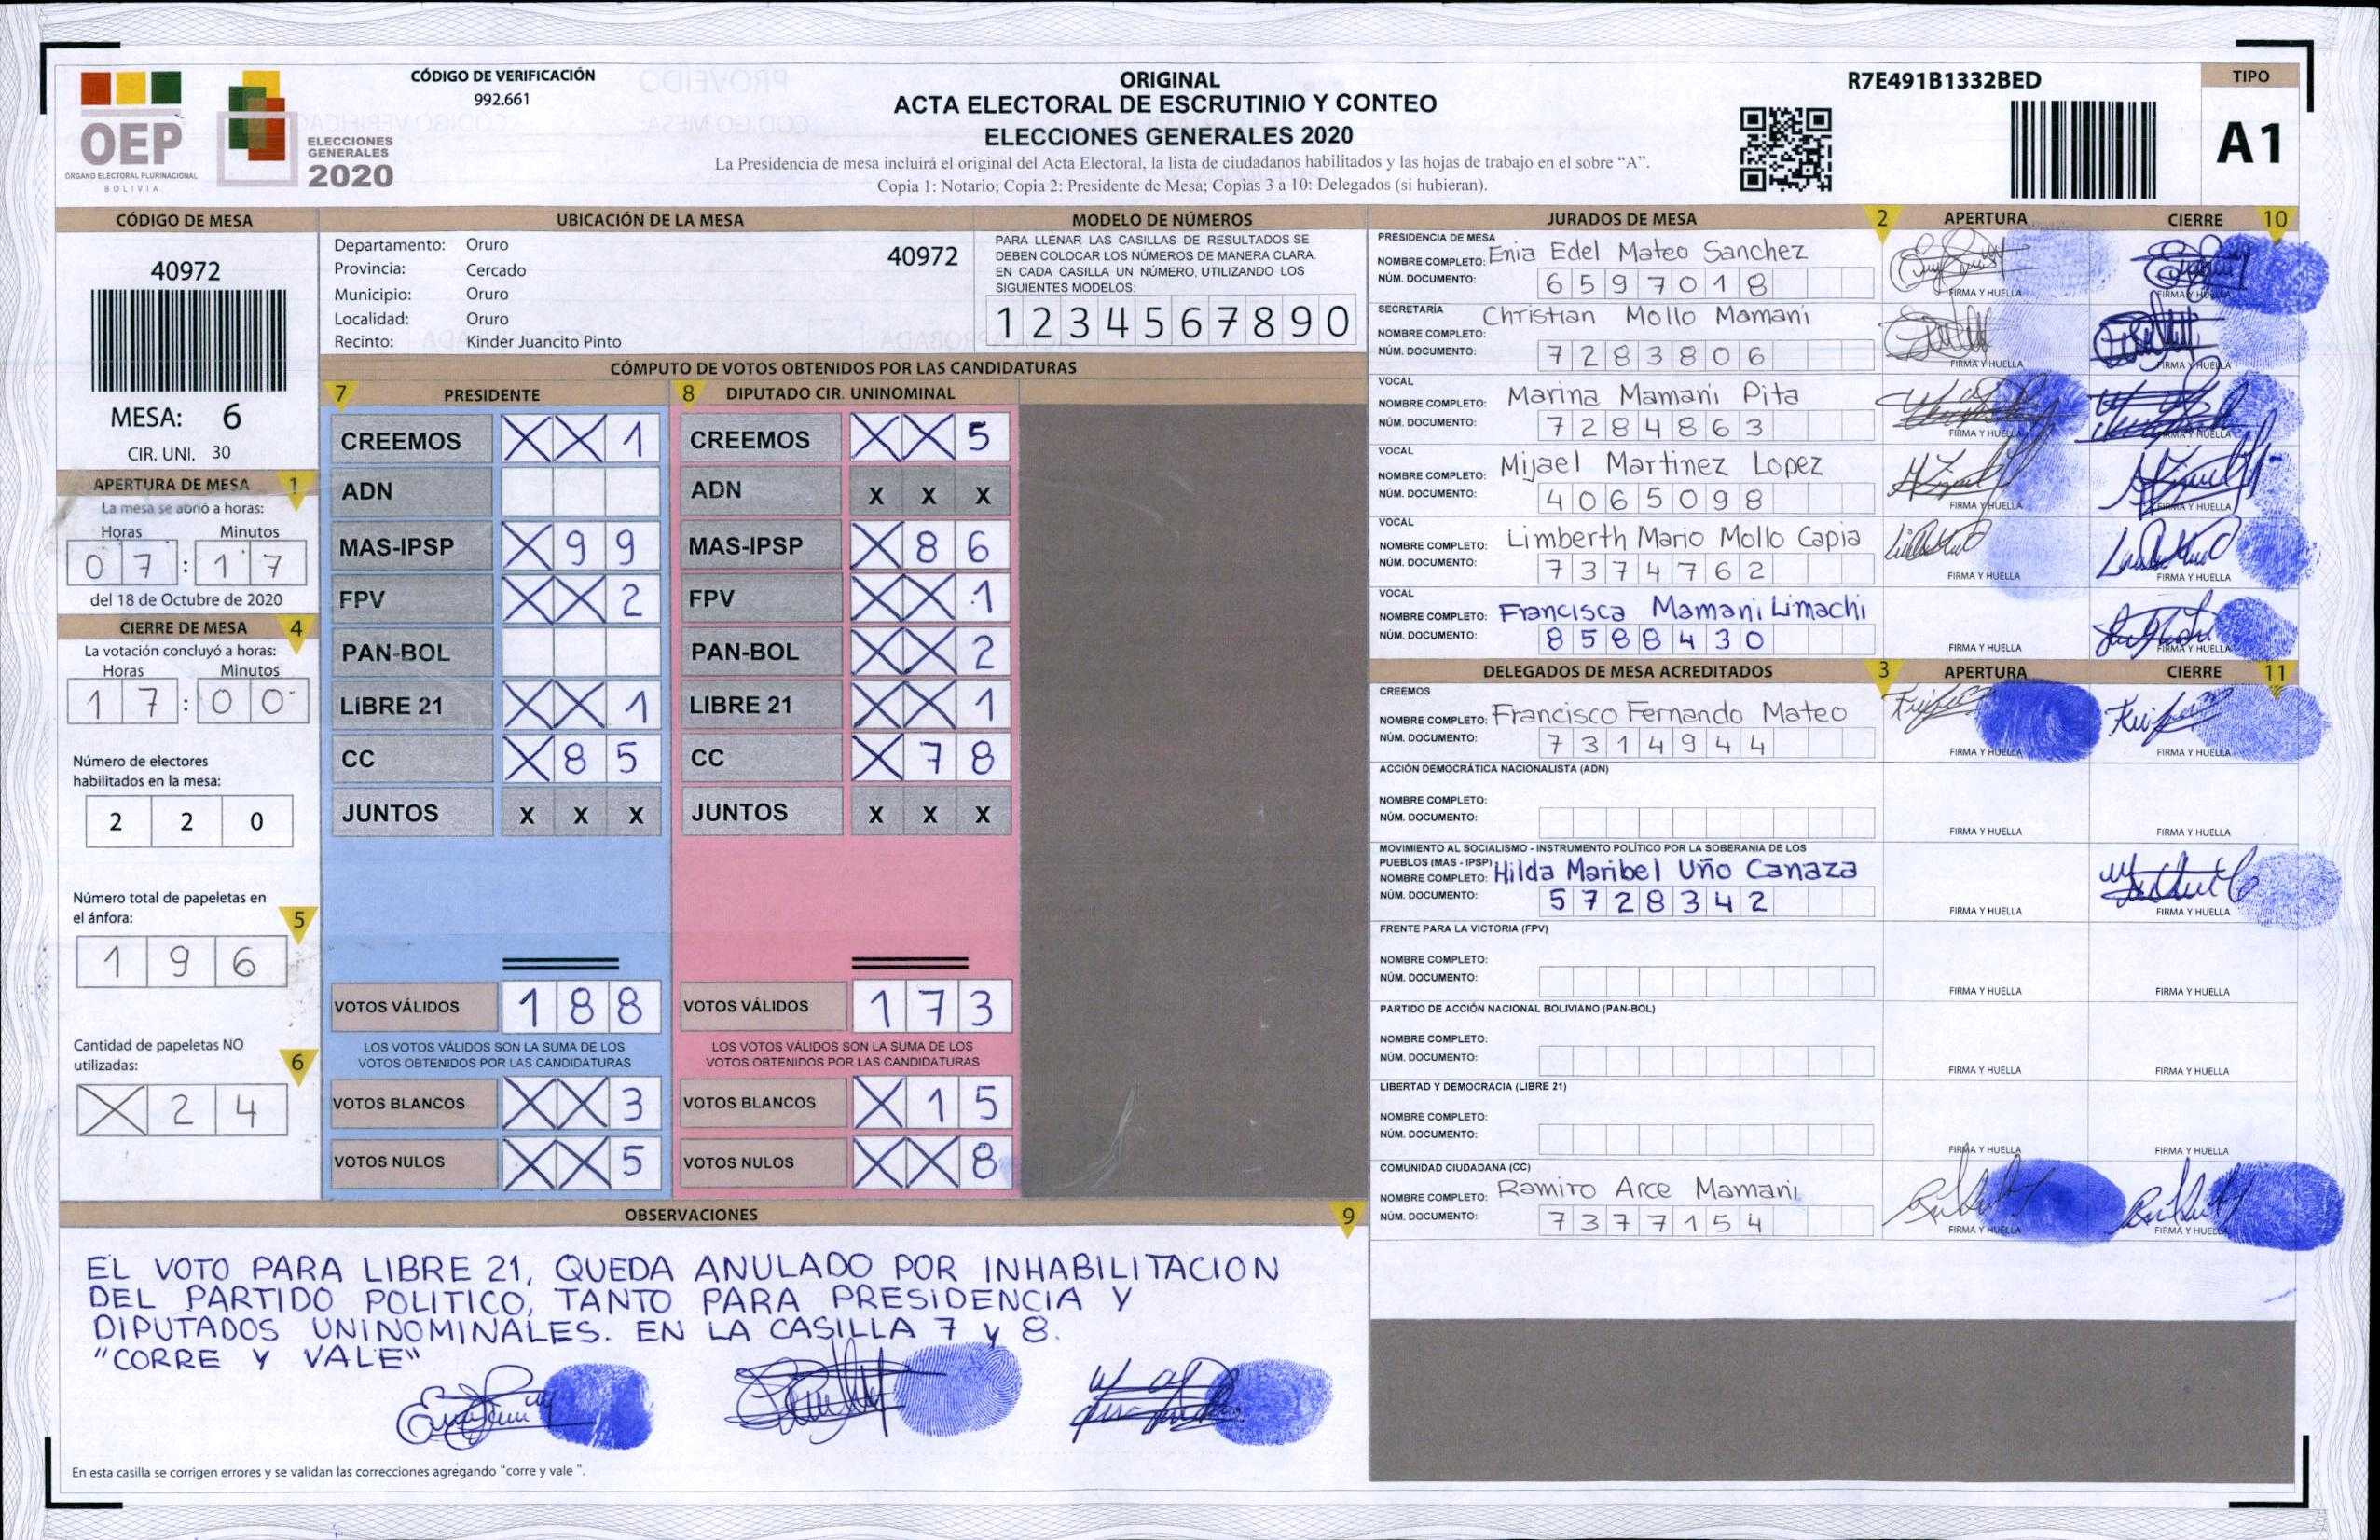 OEP
ÓRGANO ELECTORAL PLURINACIONAL
BOLIVIA
ELECCIONES
GENERALES
2020
CÓDIGO DE VERIFICACIÓN
992.661
ORIGINAL
ACTA ELECTORAL DE ESCRUTINIO Y CONTEO
ELECCIONES GENERALES 2020
La Presidencia de mesa incluirá el original del Acta Electoral, la lista de ciudadanos habilitados y las hojas de trabajo en el sobre “A”.
Copia 1: Notario; Copia 2: Presidente de Mesa; Copias 3 a 10: Delegados (si hubieran).
R7E491B1332BED
TIPO
A1
CÓDIGO DE MESA
40972
MESA: 6
CIR. UNI. 30
APERTURA DE MESA 1
La mesa se abrió a horas:
Horas Minutos
07 : 17
del 18 de Octubre de 2020
CIERRE DE MESA 4
La votación concluyó a horas:
Horas Minutos
17 : 00
Número de electores
habilitados en la mesa:
2 2 0
Número total de papeletas en
el ánfora: 5
1 9 6
Cantidad de papeletas NO
utilizadas: 6
X 2 4
UBICACIÓN DE LA MESA
Departamento: Oruro 40972
Provincia: Cercado
Municipio: Oruro
Localidad: Oruro
Recinto: Kinder Juancito Pinto
MODELO DE NÚMEROS
PARA LLENAR LAS CASILLAS DE RESULTADOS SE
DEBEN COLOCAR LOS NÚMEROS DE MANERA CLARA.
EN CADA CASILLA UN NÚMERO, UTILIZANDO LOS
SIGUIENTES MODELOS:
1 2 3 4 5 6 7 8 9 0
CÓMPUTO DE VOTOS OBTENIDOS POR LAS CANDIDATURAS
7 PRESIDENTE
CREEMOS X X 1
ADN
MAS-IPSP X 9 9
FPV X X 2
PAN-BOL
LIBRE 21 X X 1
CC X 8 5
JUNTOS X X X
VOTOS VÁLIDOS 1 8 8
LOS VOTOS VÁLIDOS SON LA SUMA DE LOS
VOTOS OBTENIDOS POR LAS CANDIDATURAS
VOTOS BLANCOS X X 3
VOTOS NULOS X X 5
8 DIPUTADO CIR. UNINOMINAL
CREEMOS X X 5
ADN X X X
MAS-IPSP X 8 6
FPV X X 1
PAN-BOL X X 2
LIBRE 21 X X 1
CC X 7 8
JUNTOS X X X
VOTOS VÁLIDOS 1 7 3
LOS VOTOS VÁLIDOS SON LA SUMA DE LOS
VOTOS OBTENIDOS POR LAS CANDIDATURAS
VOTOS BLANCOS X 1 5
VOTOS NULOS X X 8
OBSERVACIONES 9
EL VOTO PARA LIBRE 21, QUEDA ANULADO POR INHABILITACION
DEL PARTIDO POLITICO, TANTO PARA PRESIDENCIA Y
DIPUTADOS UNINOMINALES. EN LA CASILLA 7 y 8.
"CORRE Y VALE"
En esta casilla se corrigen errores y se validan las correcciones agregando "corre y vale ".
JURADOS DE MESA 2 APERTURA CIERRE 10
PRESIDENCIA DE MESA
NOMBRE COMPLETO: Enia Edel Mateo Sanchez
NÚM. DOCUMENTO: 6597018
FIRMA Y HUELLA FIRMA Y HUELLA
SECRETARÍA
NOMBRE COMPLETO: Christian Mollo Mamani
NÚM. DOCUMENTO: 7283806
FIRMA Y HUELLA FIRMA Y HUELLA
VOCAL
NOMBRE COMPLETO: Marina Mamani Pita
NÚM. DOCUMENTO: 7284863
FIRMA Y HUELLA FIRMA Y HUELLA
VOCAL
NOMBRE COMPLETO: Mijael Martinez Lopez
NÚM. DOCUMENTO: 4065098
FIRMA Y HUELLA FIRMA Y HUELLA
VOCAL
NOMBRE COMPLETO: Limberth Mario Mollo Capia
NÚM. DOCUMENTO: 7374762
FIRMA Y HUELLA FIRMA Y HUELLA
VOCAL
NOMBRE COMPLETO: Francisca Mamani Limachi
NÚM. DOCUMENTO: 8588430
FIRMA Y HUELLA FIRMA Y HUELLA
DELEGADOS DE MESA ACREDITADOS 3 APERTURA CIERRE 11
CREEMOS
NOMBRE COMPLETO: Francisco Fernando Mateo
NÚM. DOCUMENTO: 7314944
FIRMA Y HUELLA FIRMA Y HUELLA
ACCIÓN DEMOCRÁTICA NACIONALISTA (ADN)
NOMBRE COMPLETO:
NÚM. DOCUMENTO:
FIRMA Y HUELLA FIRMA Y HUELLA
MOVIMIENTO AL SOCIALISMO - INSTRUMENTO POLÍTICO POR LA SOBERANIA DE LOS
PUEBLOS (MAS - IPSP)
NOMBRE COMPLETO: Hilda Maribel Uño Canaza
NÚM. DOCUMENTO: 5728342
FIRMA Y HUELLA FIRMA Y HUELLA
FRENTE PARA LA VICTORIA (FPV)
NOMBRE COMPLETO:
NÚM. DOCUMENTO:
FIRMA Y HUELLA FIRMA Y HUELLA
PARTIDO DE ACCIÓN NACIONAL BOLIVIANO (PAN-BOL)
NOMBRE COMPLETO:
NÚM. DOCUMENTO:
FIRMA Y HUELLA FIRMA Y HUELLA
LIBERTAD Y DEMOCRACIA (LIBRE 21)
NOMBRE COMPLETO:
NÚM. DOCUMENTO:
FIRMA Y HUELLA FIRMA Y HUELLA
COMUNIDAD CIUDADANA (CC)
NOMBRE COMPLETO: Ramiro Arce Mamani
NÚM. DOCUMENTO: 7377154
FIRMA Y HUELLA FIRMA Y HUELLA